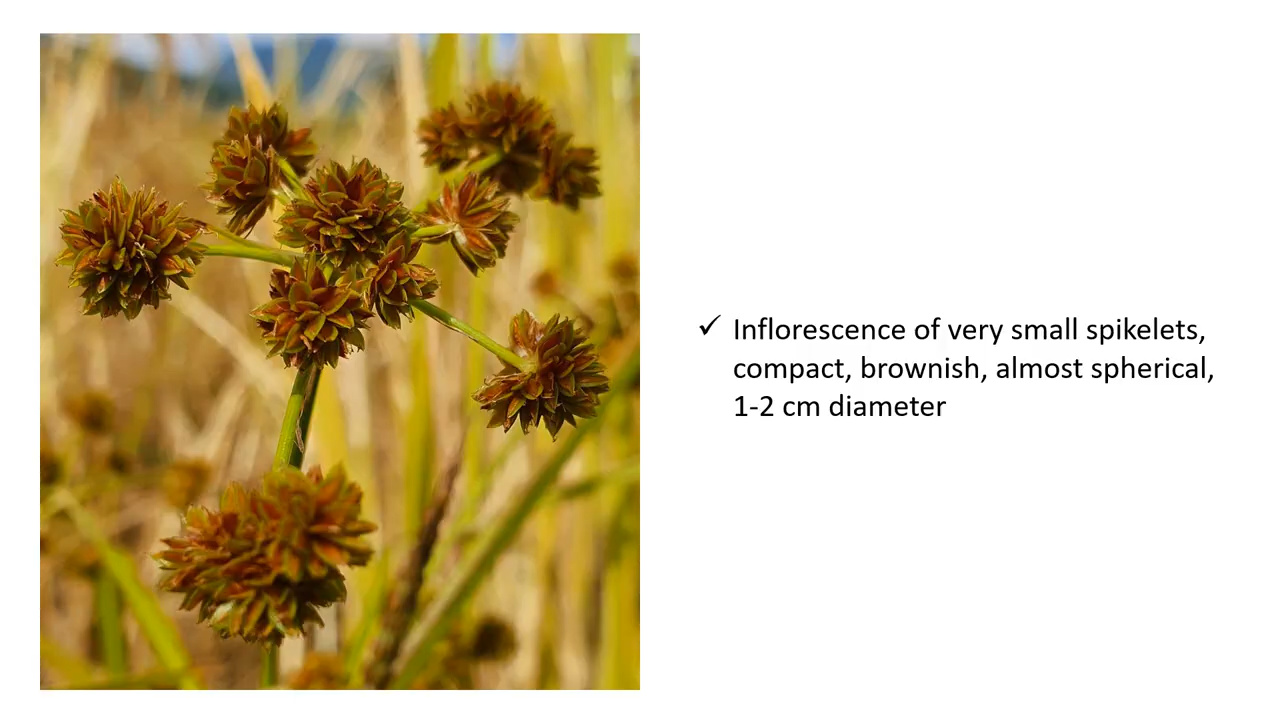 ✓ Inflorescence of very small spikelets,
compact, brownish, almost spherical,
1-2 cm diameter